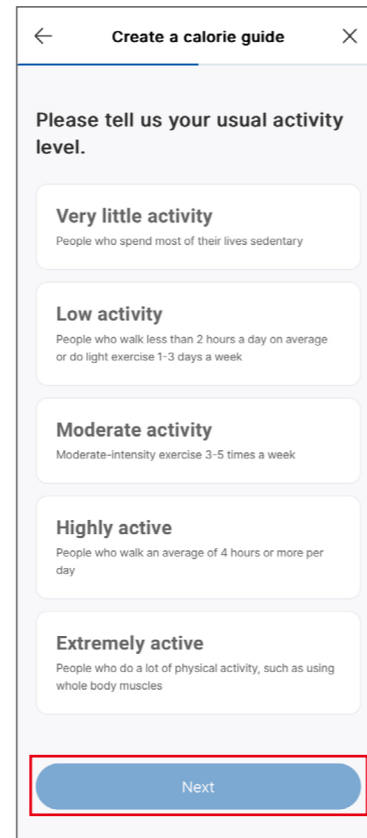 Create a calorie guide
Please tell us your usual activity
level.
Very little activity
People who spend most of their lives sedentary
Low activity
People who walk less than 2 hours a day on average
or do light exercise 1-3 days a week
Moderate activity
Moderate-intensity exercise 3-5 times a week
Highly active
People who walk an average of 4 hours or more per
day
Extremely active
People who do a lot of physical activity, such as using
whole body muscles
Next